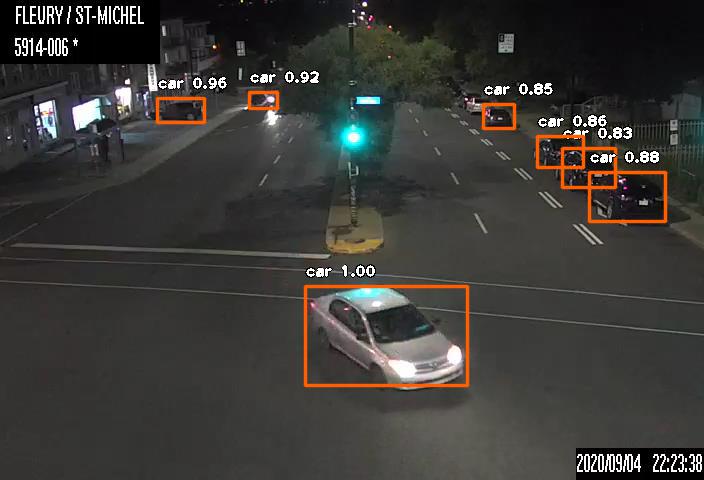 FLEURY / ST-MICHEL
5914-006 *
car 0.96
car 0.92
car 0.85
car 0.86
car 0.83
car 0.88
car 1.00
2020/09/04 22:23:38